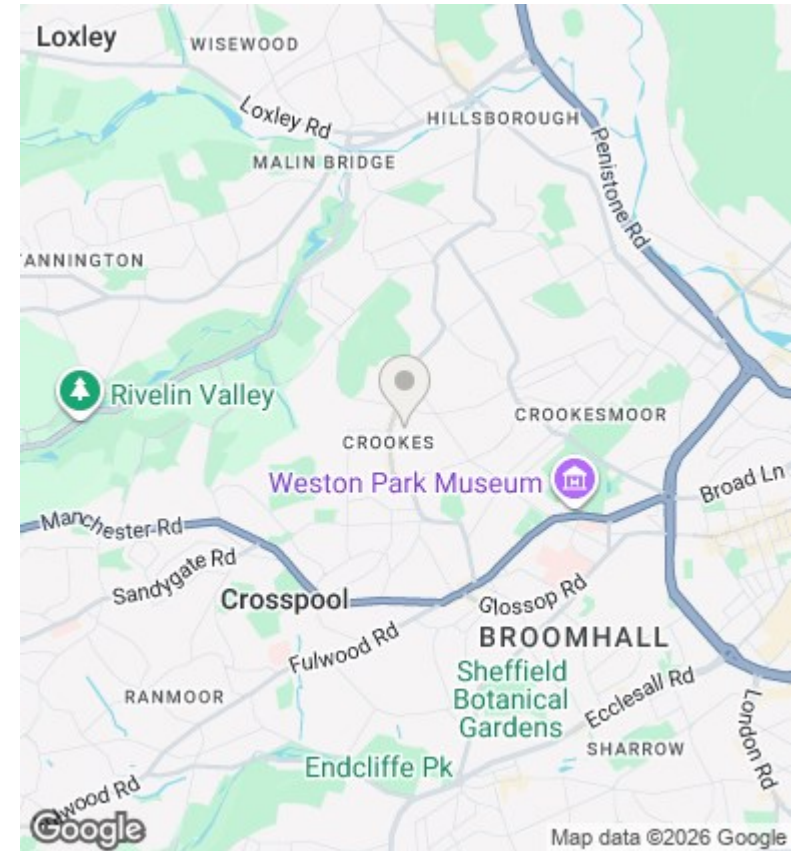 Loxley
WISEWOOD
Loxley Rd
HILLSBOROUGH
MALIN BRIDGE
Penistone Rd
ANNINGTON
Rivelin Valley
CROOKESMOOR
CROOKES
Weston Park Museum
Broad Ln
Manchester Rd
Sandygate Rd
Crosspool
Glossop Rd
Fulwood Rd
BROOMHALL
Sheffield
Botanical
Gardens
Ecclesall Rd
RANMOOR
London Rd
SHARROW
Endcliffe Pk
ulwood Rd
Google
Map data ©2026 Google